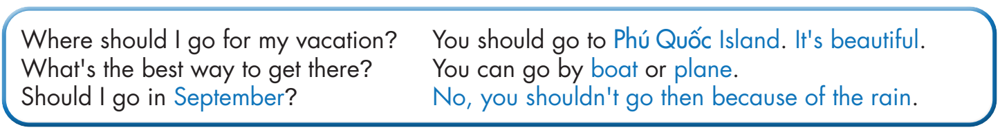 Where should I go for my vacation? You should go to Phú Quốc Island. It's beautiful.
What's the best way to get there? You can go by boat or plane.
Should I go in September? No, you shouldn't go then because of the rain.